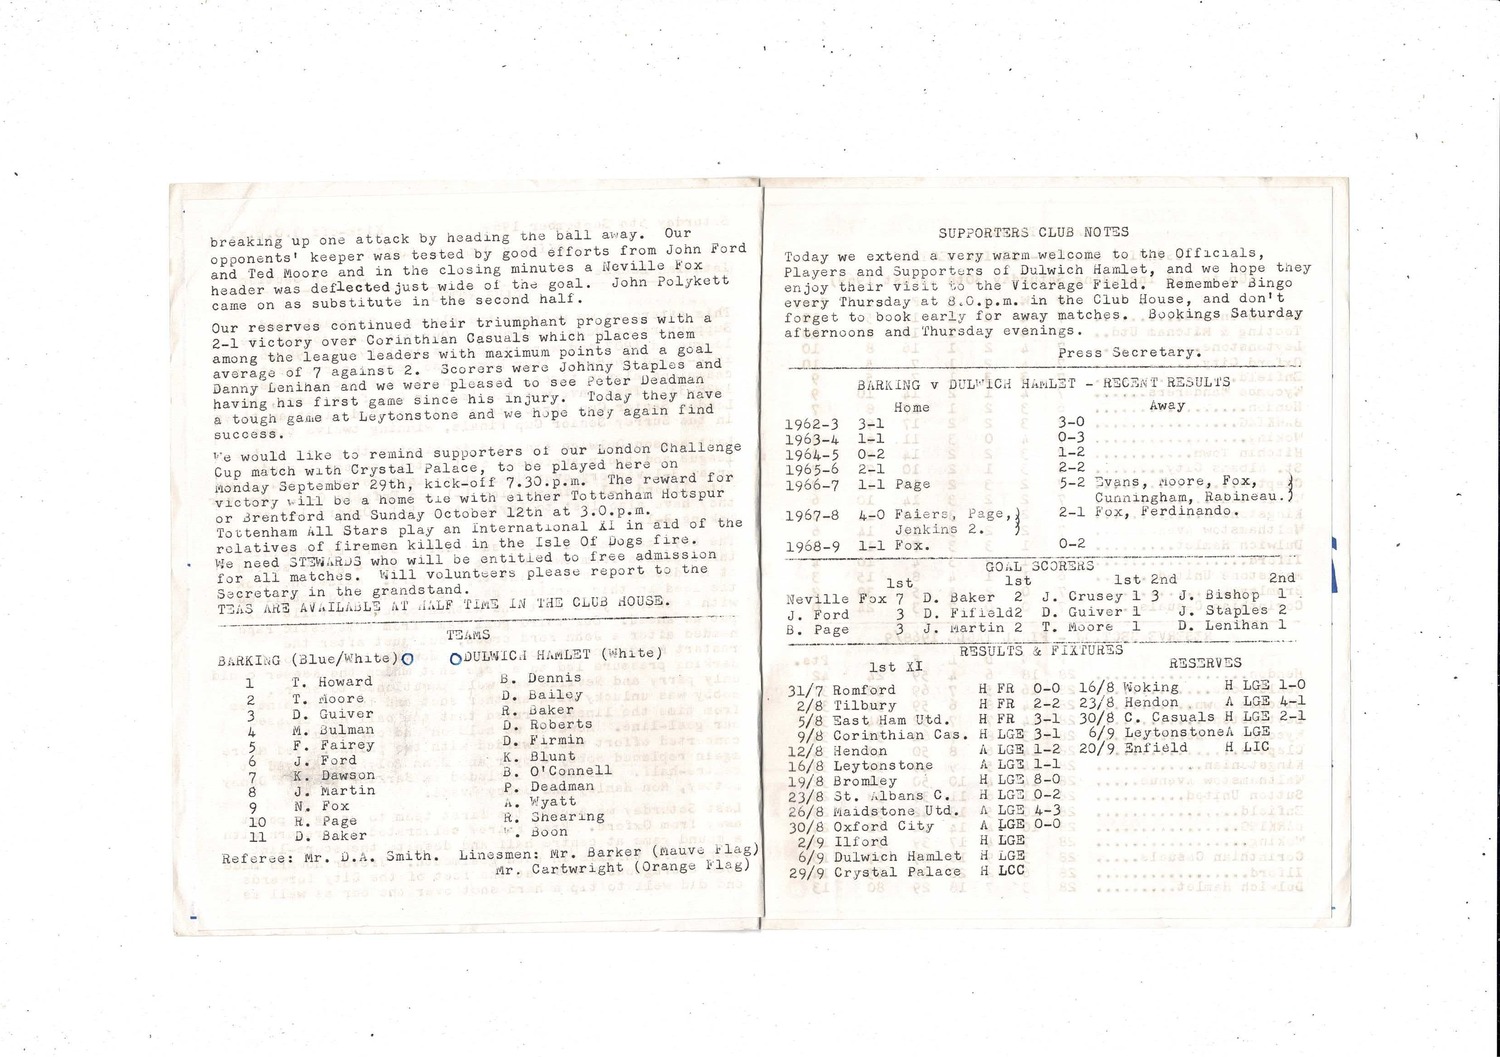 breaking up one attack by heading the ball away. Our
opponents' keeper was tested by good efforts from John Ford
and Ted Moore and in the closing minutes a Neville Fox
header was deflected just wide of the goal. John Polykett
came on as substitute in the second half.
Our reserves continued their triumphant progress with a
2-1 victory over Corinthian Casuals which places tnem
among the league leaders with maximum points and a goal
average of 7 against 2. Scorers were Johhny Staples and
Danny Lenihan and we were pleased to see Peter Deadman
having his first game since his injury. Today they have
a tough game at Leytonstone and we hope they again find
success.
We would like to remind supporters of our London Challenge
Cup match with Crystal Palace, to be played here on
Monday September 29th, kick-off 7.30.p.m. The reward for
victory will be a home tie with either Tottenham Hotspur
or Brentford and Sunday October 12tn at 3.0.p.m.
Tottenham All Stars play an International XI in aid of the
relatives of firemen killed in the Isle Of Dogs fire.
We need STEWARDS who will be entitled to free admission
for all matches. Will volunteers please report to the
Secretary in the grandstand.
TEAS ARE AVAILABLE AT HALF TIME IN THE CLUB HOUSE.
TEAMS
BARKING (Blue/White) DULWICH HAMLET (White)
1 T. Howard B. Dennis
2 T. Moore D. Bailey
3 D. Guiver R. Baker
4 M. Bulman D. Roberts
5 F. Fairey D. Firmin
6 J. Ford K. Blunt
7 K. Dawson B. O'Connell
8 J. Martin P. Deadman
9 N. Fox A. Wyatt
10 R. Page R. Shearing
11 D. Baker W. Boon
Referee: Mr. D.A. Smith. Linesmen: Mr. Barker (Mauve Flag)
Mr. Cartwright (Orange Flag)
SUPPORTERS CLUB NOTES
Today we extend a very warm welcome to the Officials,
Players and Supporters of Dulwich Hamlet, and we hope they
enjoy their visit to the Vicarage Field. Remember Bingo
every Thursday at 8.0.p.m. in the Club House, and don't
forget to book early for away matches. Bookings Saturday
afternoons and Thursday evenings.
Press Secretary.
BARKING v DULWICH HAMLET - RECENT RESULTS
Home Away
1962-3 3-1 3-0
1963-4 1-1 0-3
1964-5 0-2 1-2
1965-6 2-1 2-2
1966-7 1-1 Page 5-2 Evans, Moore, Fox, )
Cunningham, Rabineau.)
1967-8 4-0 Faiers, Page,) 2-1 Fox, Ferdinando.
Jenkins 2. )
1968-9 1-1 Fox. 0-2
GOAL SCORERS
1st 1st 1st 2nd 2nd
Neville Fox 7 D. Baker 2 J. Crusey 1 3 J. Bishop 1
J. Ford 3 D. Fifield2 D. Guiver 1 J. Staples 2
B. Page 3 J. Martin 2 T. Moore 1 D. Lenihan 1
RESULTS & FIXTURES
1st XI RESERVES
31/7 Romford H FR 0-0 16/8 Woking H LGE 1-0
2/8 Tilbury H FR 2-2 23/8 Hendon A LGE 4-1
5/8 East Ham Utd. H FR 3-1 30/8 C. Casuals H LGE 2-1
9/8 Corinthian Cas. H LGE 3-1 6/9 LeytonstoneA LGE
12/8 Hendon A LGE 1-2 20/9 Enfield H LIC
16/8 Leytonstone A LGE 1-1
19/8 Bromley H LGE 8-0
23/8 St. Albans C. H LGE 0-2
26/8 Maidstone Utd. A LGE 4-3
30/8 Oxford City A LGE 0-0
2/9 Ilford H LGE
6/9 Dulwich Hamlet H LGE
29/9 Crystal Palace H LCC